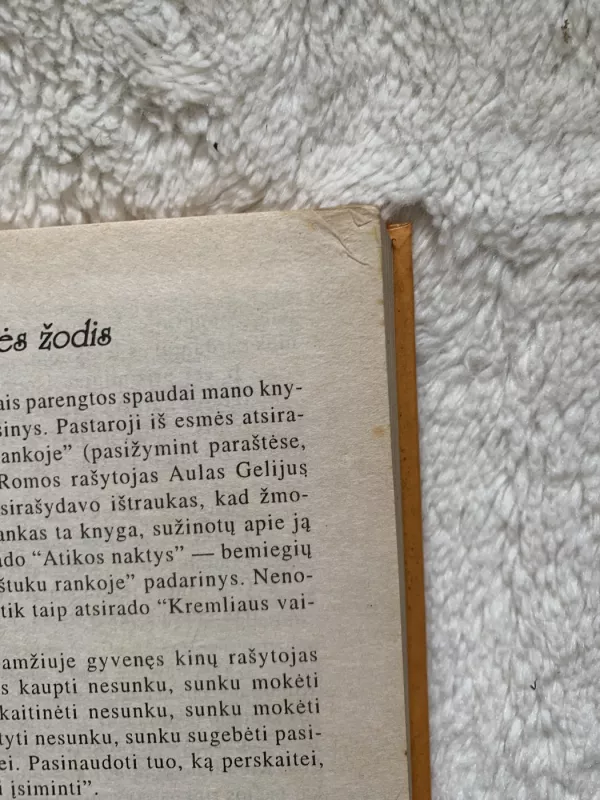 ės žodis
ais parengtos spaudai mano kny-
sinys. Pastaroji iš esmės atsira-
rankoje” (pasižymint paraštėse,
Romos rašytojas Aulas Gelijus
sirašydavo ištraukas, kad žmo-
ankas ta knyga, sužinotų apie ją
do “Atikos naktys” — bemiegių
štuku rankoje” padarinys. Neno-
tik taip atsirado “Kremliaus vai-
amžiuje gyvenęs kinų rašytojas
s kaupti nesunku, sunku mokėti
kaitinėti nesunku, sunku mokėti
tyti nesunku, sunku sugebėti pasi-
ei. Pasinaudoti tuo, ką perskaitei,
i įsiminti”.